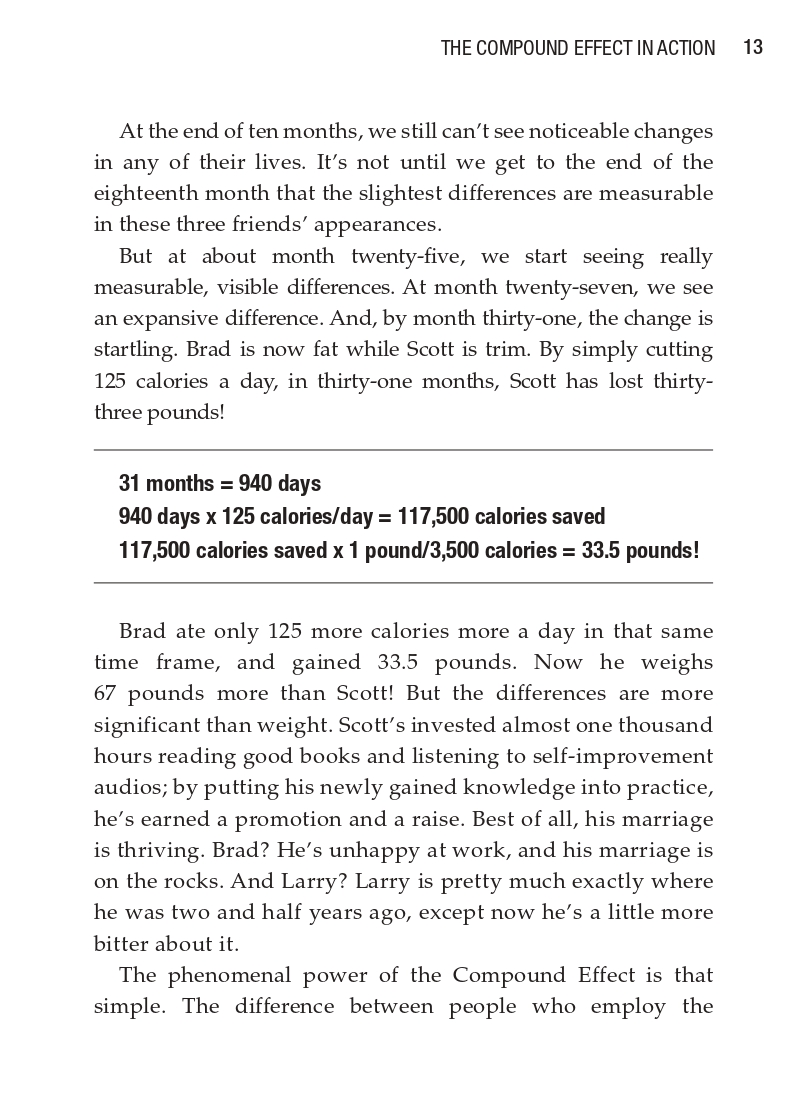 THE COMPOUND EFFECT IN ACTION 13
At the end of ten months, we still can’t see noticeable changes
in any of their lives. It’s not until we get to the end of the
eighteenth month that the slightest differences are measurable
in these three friends’ appearances.
But at about month twenty-five, we start seeing really
measurable, visible differences. At month twenty-seven, we see
an expansive difference. And, by month thirty-one, the change is
startling. Brad is now fat while Scott is trim. By simply cutting
125 calories a day, in thirty-one months, Scott has lost thirty-
three pounds!
31 months = 940 days
940 days x 125 calories/day = 117,500 calories saved
117,500 calories saved x 1 pound/3,500 calories = 33.5 pounds!
Brad ate only 125 more calories more a day in that same
time frame, and gained 33.5 pounds. Now he weighs
67 pounds more than Scott! But the differences are more
significant than weight. Scott’s invested almost one thousand
hours reading good books and listening to self-improvement
audios; by putting his newly gained knowledge into practice,
he’s earned a promotion and a raise. Best of all, his marriage
is thriving. Brad? He’s unhappy at work, and his marriage is
on the rocks. And Larry? Larry is pretty much exactly where
he was two and half years ago, except now he’s a little more
bitter about it.
The phenomenal power of the Compound Effect is that
simple. The difference between people who employ the